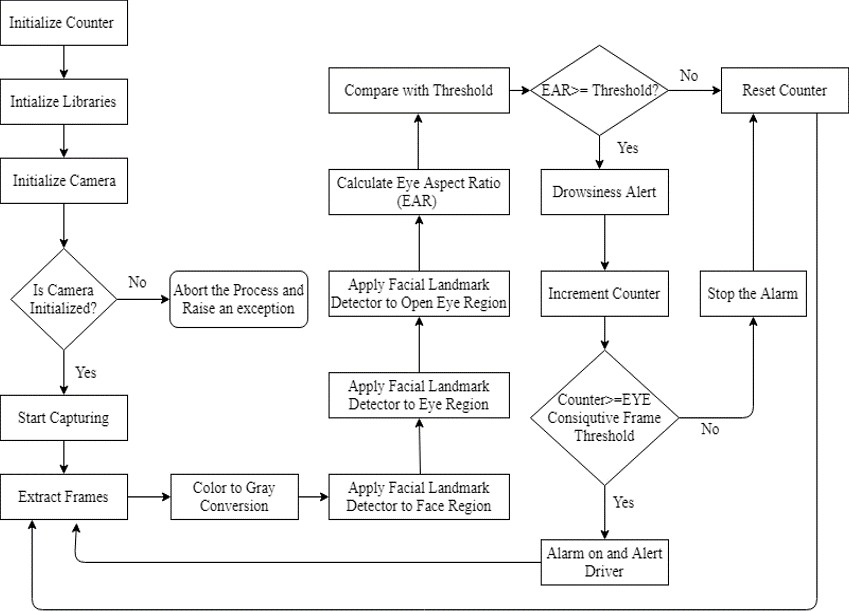 Initialize Counter
Intialize Libraries
Initialize Camera
Is Camera
Initialized?
No
Abort the Process and
Raise an exception
Yes
Start Capturing
Extract Frames
Color to Gray
Conversion
Apply Facial Landmark
Detector to Face Region
Apply Facial Landmark
Detector to Eye Region
Apply Facial Landmark
Detector to Open Eye Region
Calculate Eye Aspect Ratio
(EAR)
Compare with Threshold
EAR>= Threshold?
No
Reset Counter
Yes
Drowsiness Alert
Increment Counter
Counter>=EYE
Consiqutive Frame
Threshold
No
Stop the Alarm
Yes
Alarm on and Alert
Driver